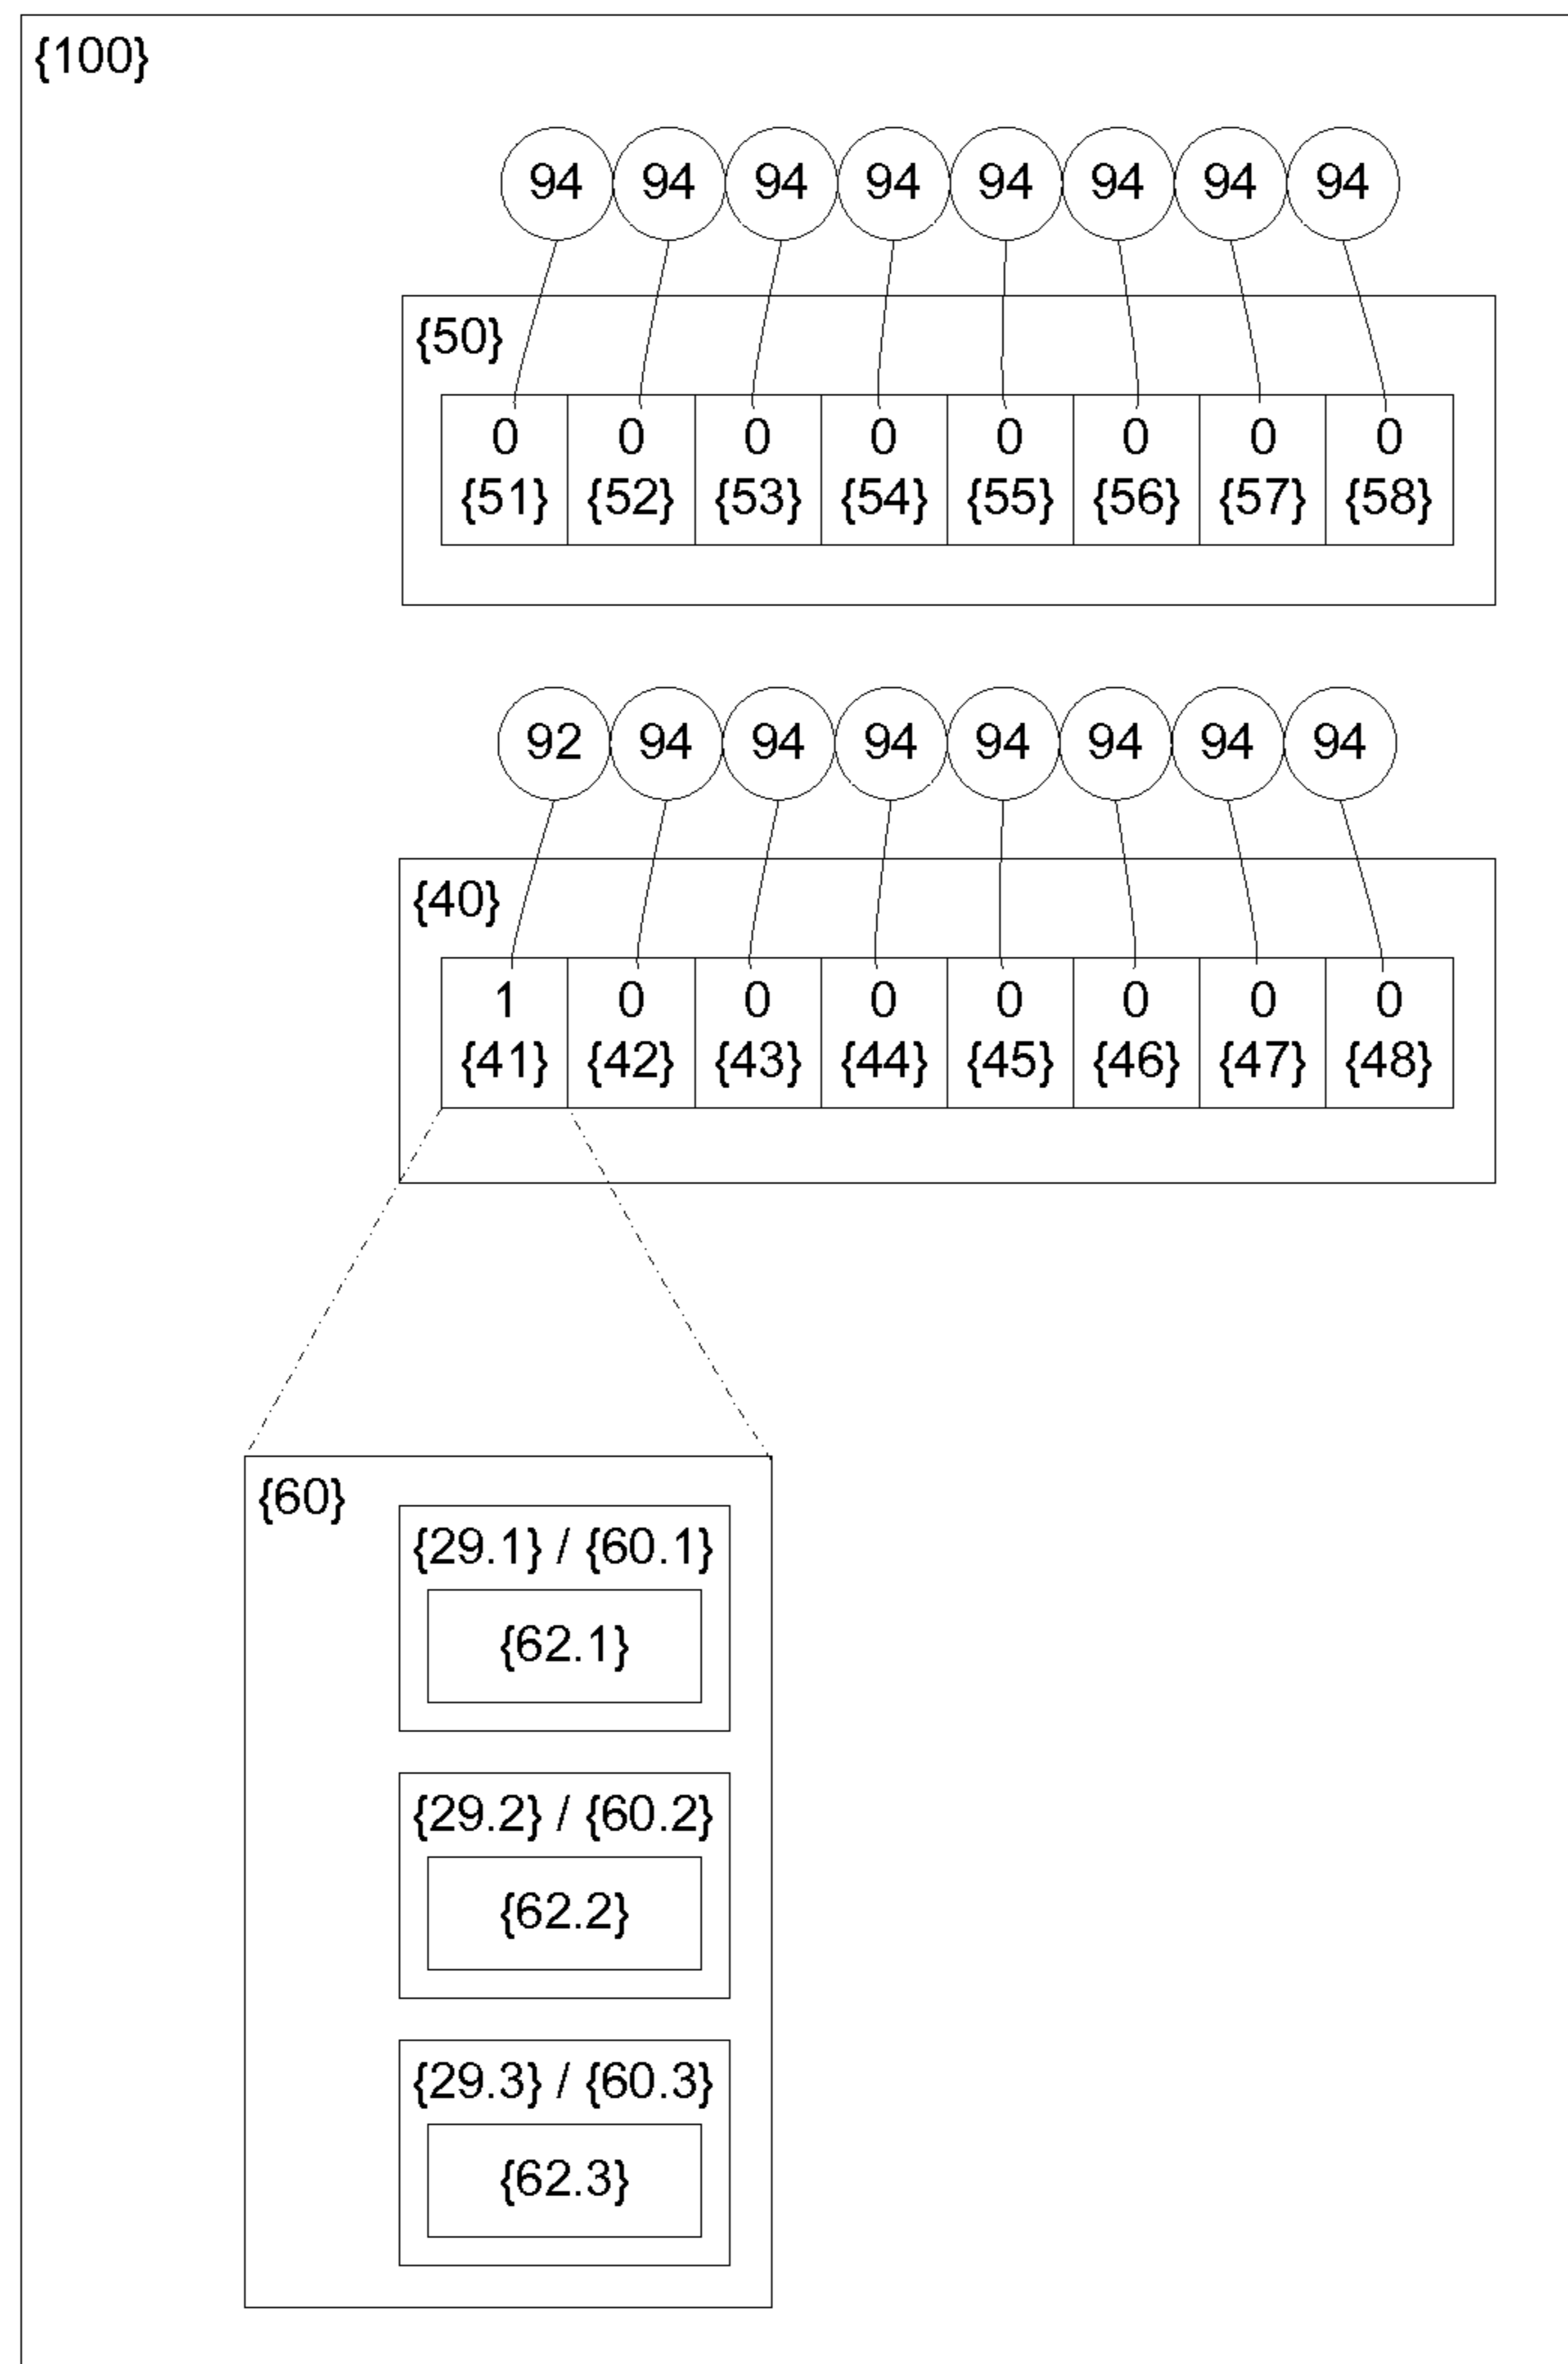 {100}
94 94 94 94 94 94 94 94
{50}
0 0 0 0 0 0 0 0
{51} {52} {53} {54} {55} {56} {57} {58}
92 94 94 94 94 94 94 94
{40}
1 0 0 0 0 0 0 0
{41} {42} {43} {44} {45} {46} {47} {48}
{60}
{29.1} / {60.1}
{62.1}
{29.2} / {60.2}
{62.2}
{29.3} / {60.3}
{62.3}